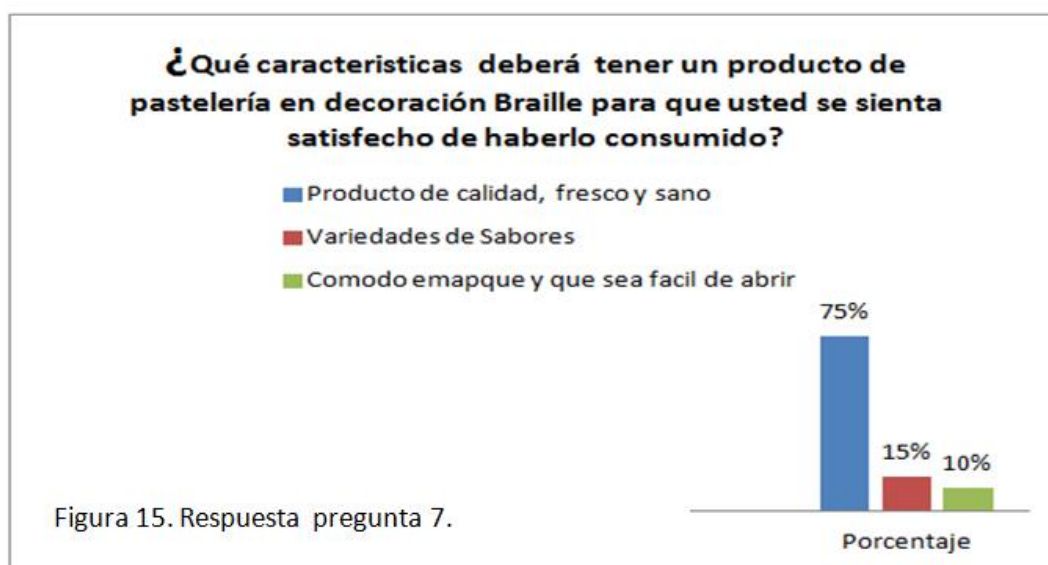 ¿Qué caracteristicas deberá tener un producto de
pastelería en decoración Braille para que usted se sienta
satisfecho de haberlo consumido?
Producto de calidad, fresco y sano
Variedades de Sabores
Comodo emapque y que sea facil de abrir
75%
15%
10%
Porcentaje
Figura 15. Respuesta pregunta 7.